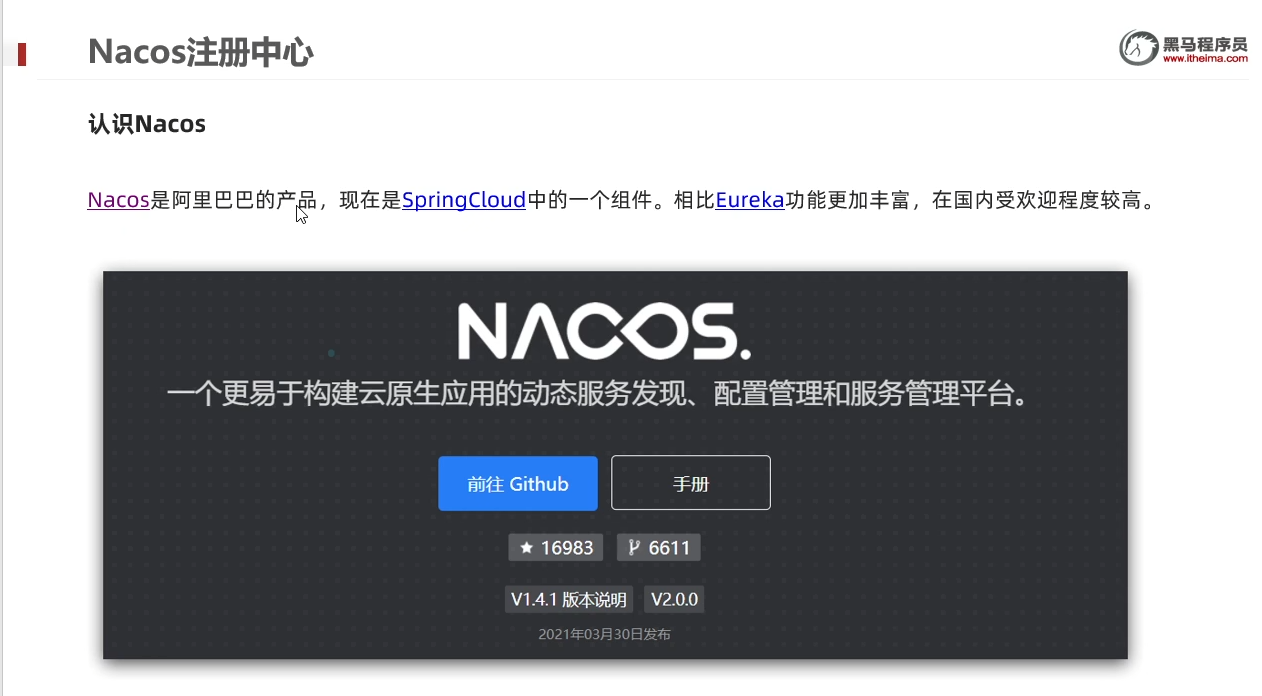 Nacos注册中心
黑马程序员
www.itheima.com
认识Nacos
Nacos是阿里巴巴的产品，现在是SpringCloud中的一个组件。相比Eureka功能更加丰富，在国内受欢迎程度较高。
NACOS.
一个更易于构建云原生应用的动态服务发现、配置管理和服务管理平台。
前往 Github 手册
16983 6611
V1.4.1 版本说明 V2.0.0
2021年03月30日发布